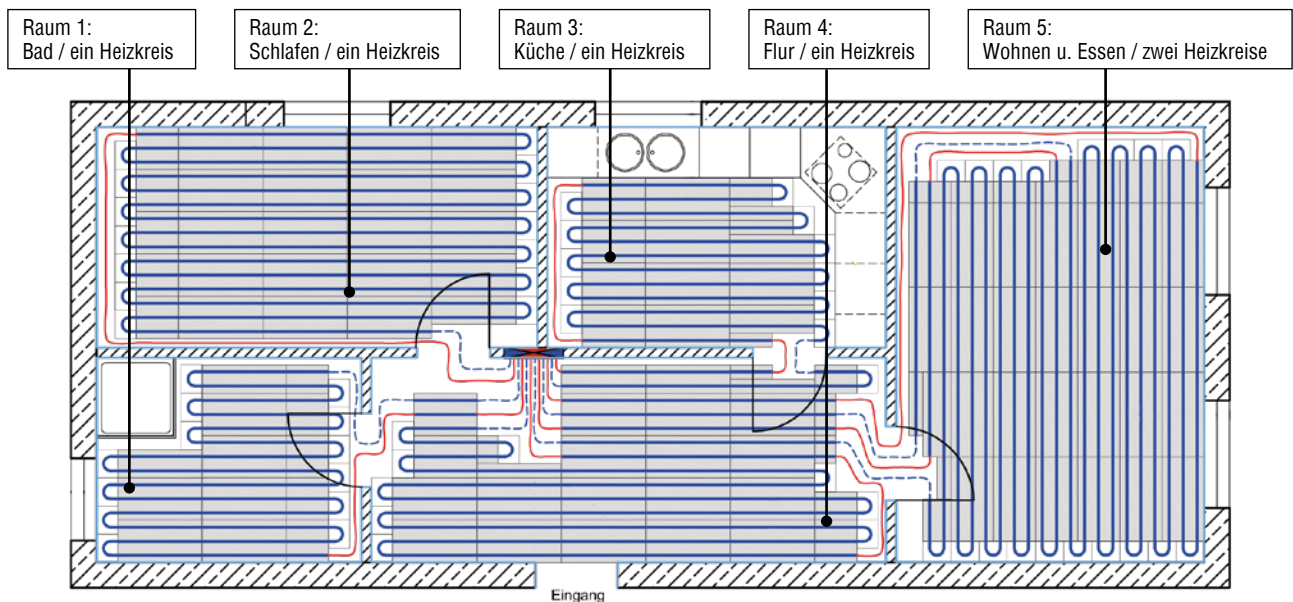 Raum 1:
Bad / ein Heizkreis
Raum 2:
Schlafen / ein Heizkreis
Raum 3:
Küche / ein Heizkreis
Raum 4:
Flur / ein Heizkreis
Raum 5:
Wohnen u. Essen / zwei Heizkreise
Eingang